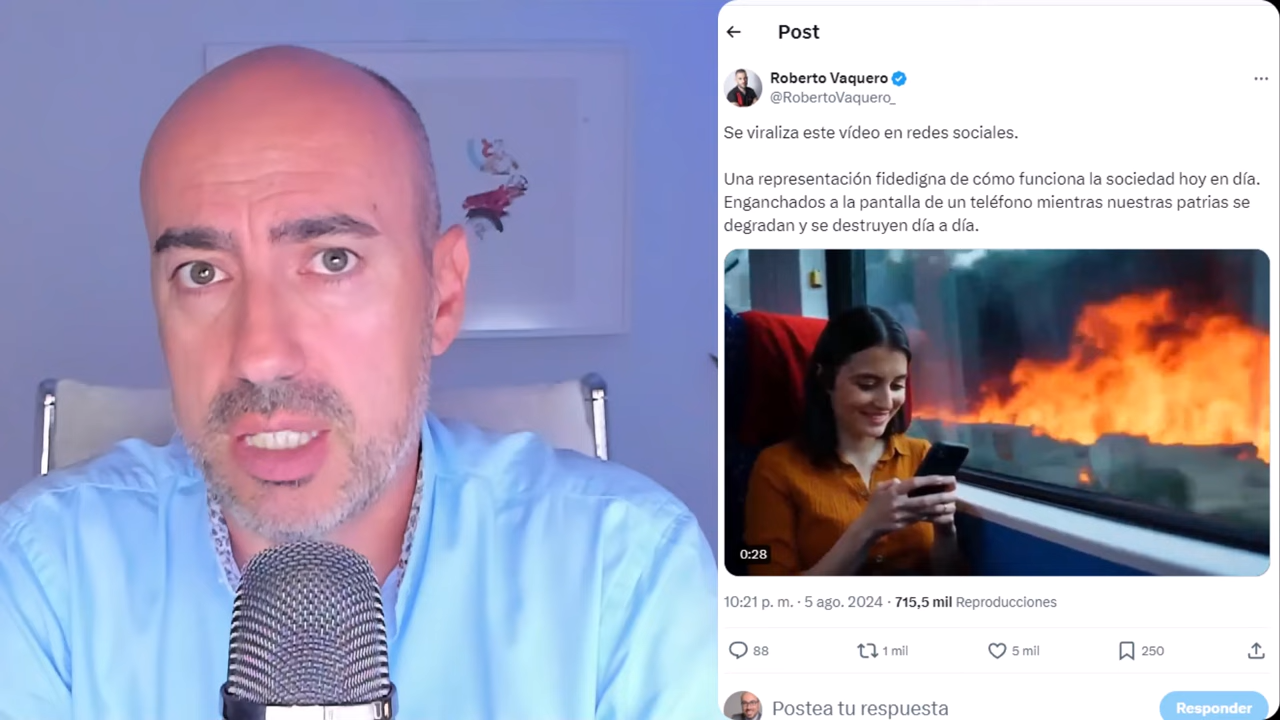 Post
Roberto Vaquero
@RobertoVaquero_
Se viraliza este vídeo en redes sociales.
Una representación fidedigna de cómo funciona la sociedad hoy en día.
Enganchados a la pantalla de un teléfono mientras nuestras patrias se
degradan y se destruyen día a día.
0:28
10:21 p. m. · 5 ago. 2024 · 715,5 mil Reproducciones
88 1 mil 5 mil 250
Postea tu respuesta Responder